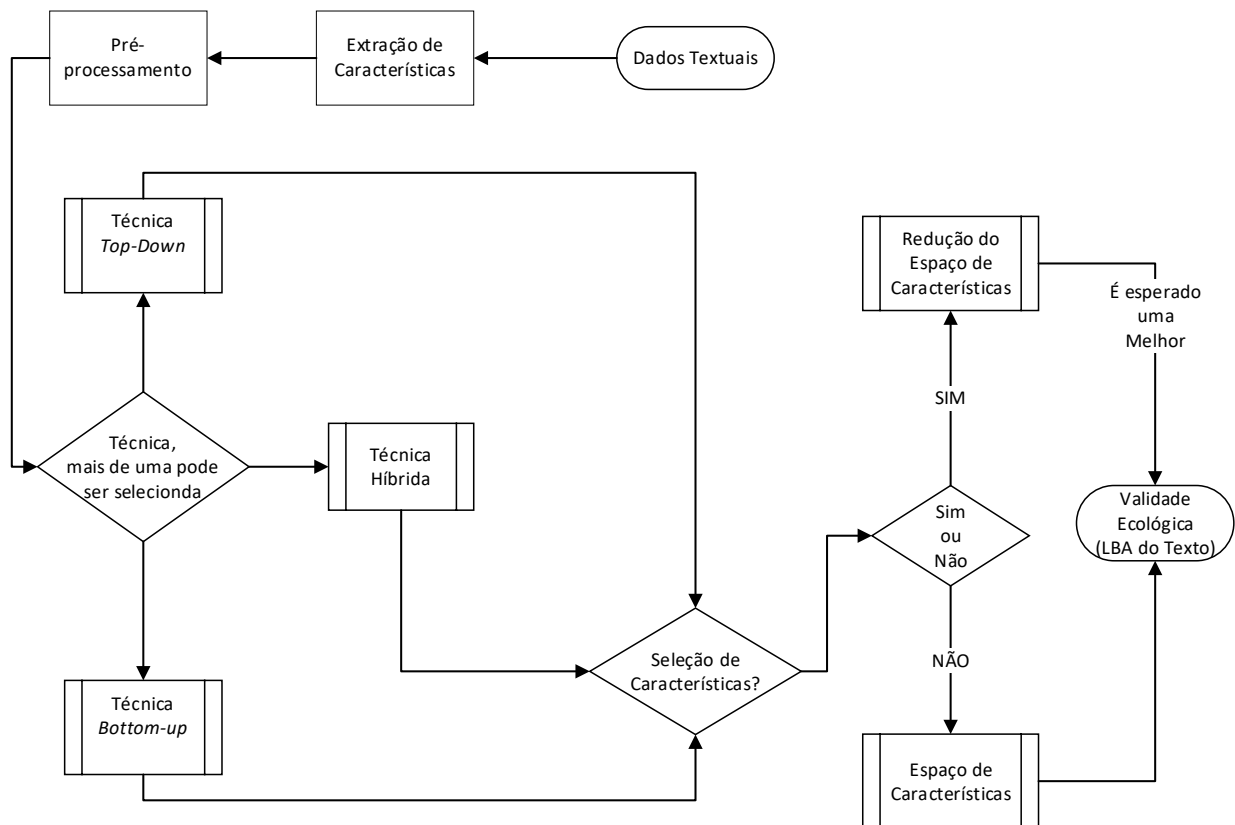 Pré-
processamento
Extração de
Características
Dados Textuais
Técnica
Top-Down
Redução do
Espaço de
Características
É esperado
uma
Melhor
Técnica,
mais de uma pode
ser selecionda
Técnica
Híbrida
SIM
Sim
ou
Não
Validade
Ecológica
(LBA do Texto)
Seleção de
Características?
NÃO
Técnica
Bottom-up
Espaço de
Características